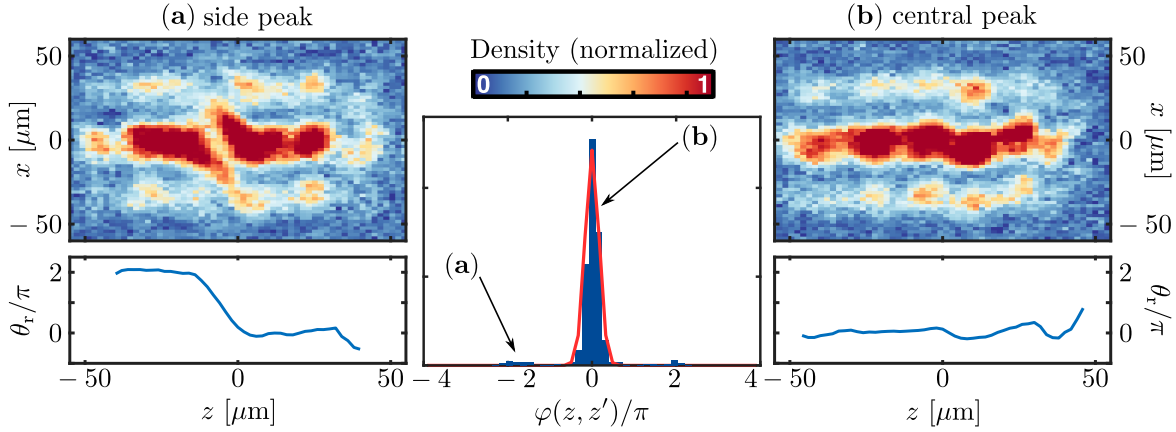 (a) side peak
50
0
− 50
x [μm]
2
0
θr/π
− 50
0
50
z [μm]
Density (normalized)
0
1
(b)
(a)
− 4
−2
0
2
4
φ(z, z′)/π
(b) central peak
50
0
− 50
x [μm]
2
0
θr/π
− 50
0
50
z [μm]